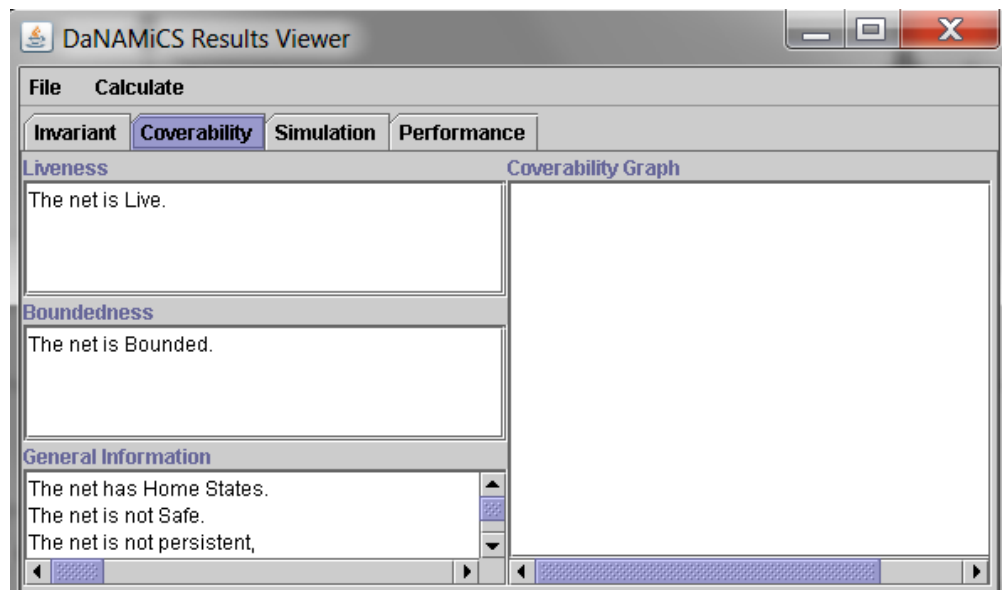 DaNAMiCS Results Viewer
File Calculate
Invariant Coverability Simulation Performance
Liveness
The net is Live.
Boundedness
The net is Bounded.
General Information
The net has Home States.
The net is not Safe.
The net is not persistent,
Coverability Graph